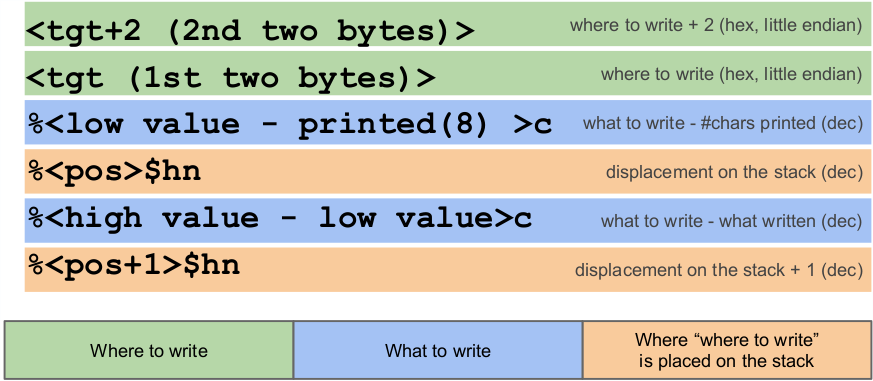 <tgt+2 (2nd two bytes)> where to write + 2 (hex, little endian)
<tgt (1st two bytes)> where to write (hex, little endian)
%<low value - printed(8) >c what to write - #chars printed (dec)
%<pos>$hn displacement on the stack (dec)
%<high value - low value>c what to write - what written (dec)
%<pos+1>$hn displacement on the stack + 1 (dec)
Where to write
What to write
Where “where to write”
is placed on the stack